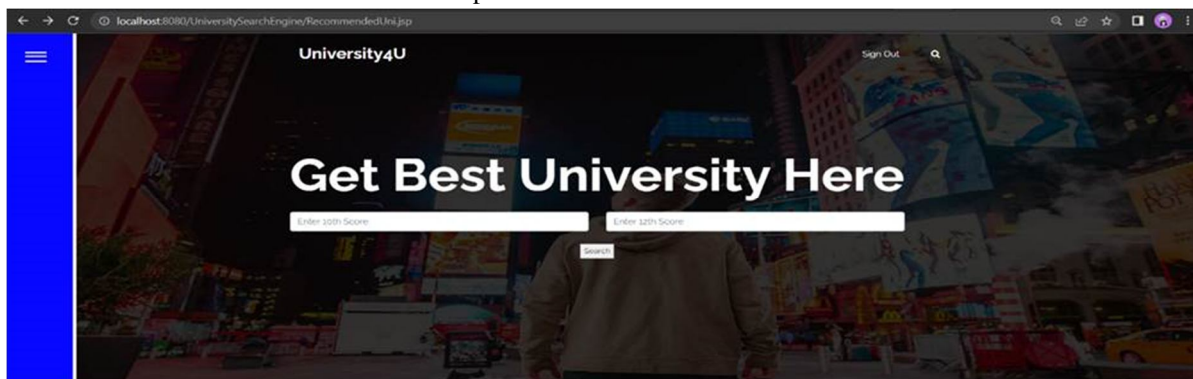 localhost:8080/UniversitySearchEngine/RecommendedUni.jsp
University4U
Sign Out
Get Best University Here
Enter 10th Score
Enter 12th Score
Search